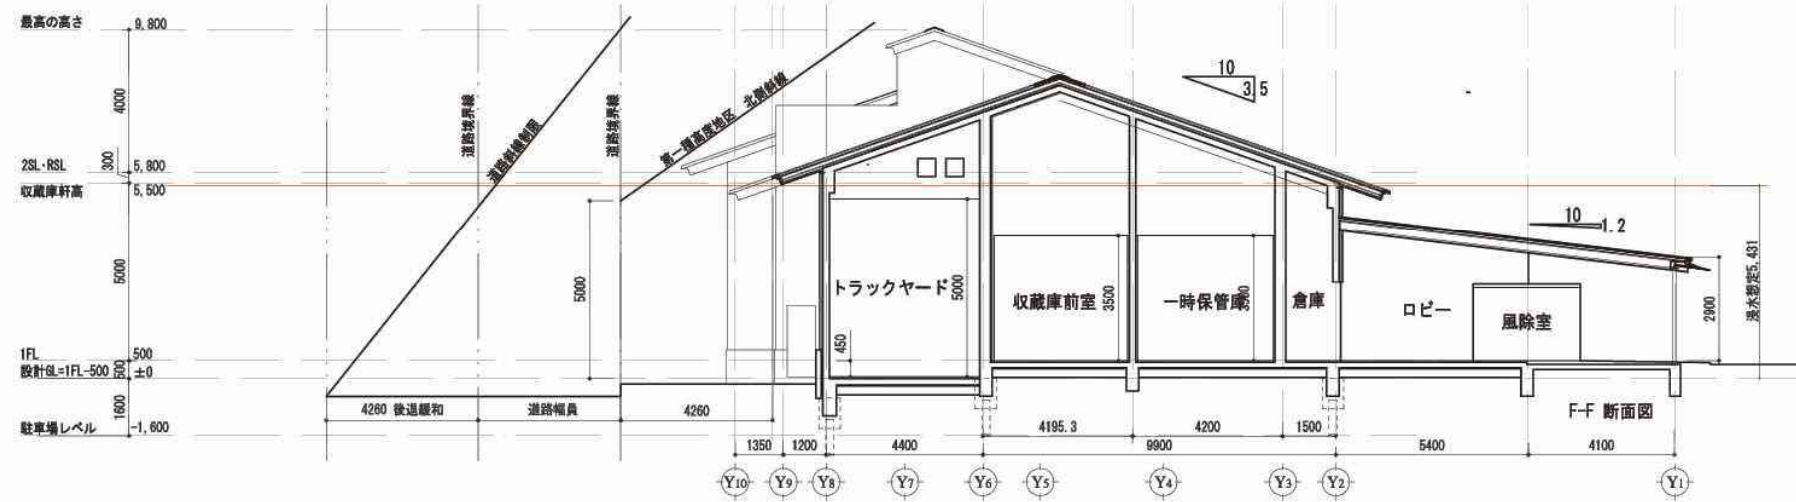 最高の高さ
9,800
4000
2SL・RSL
300
5,800
収蔵庫軒高
5,500
5000
1FL
500
設計GL=1FL-500
±0
1600
駐車場レベル
-1,600
道路境界線
道路斜線制限
道路境界線
第一種高度地区 北側斜線
5000
4260 後退緩和
道路幅員
4260
10
3.5
10
1.2
トラックヤード
5000
450
収蔵庫前室
3500
一時保管庫
倉庫
ロビー
風除室
2900
浸水想定5,431
F-F 断面図
4195.3
4200
1500
1350
1200
4400
9900
5400
4100
Y10
Y9
Y8
Y7
Y6
Y5
Y4
Y3
Y2
Y1